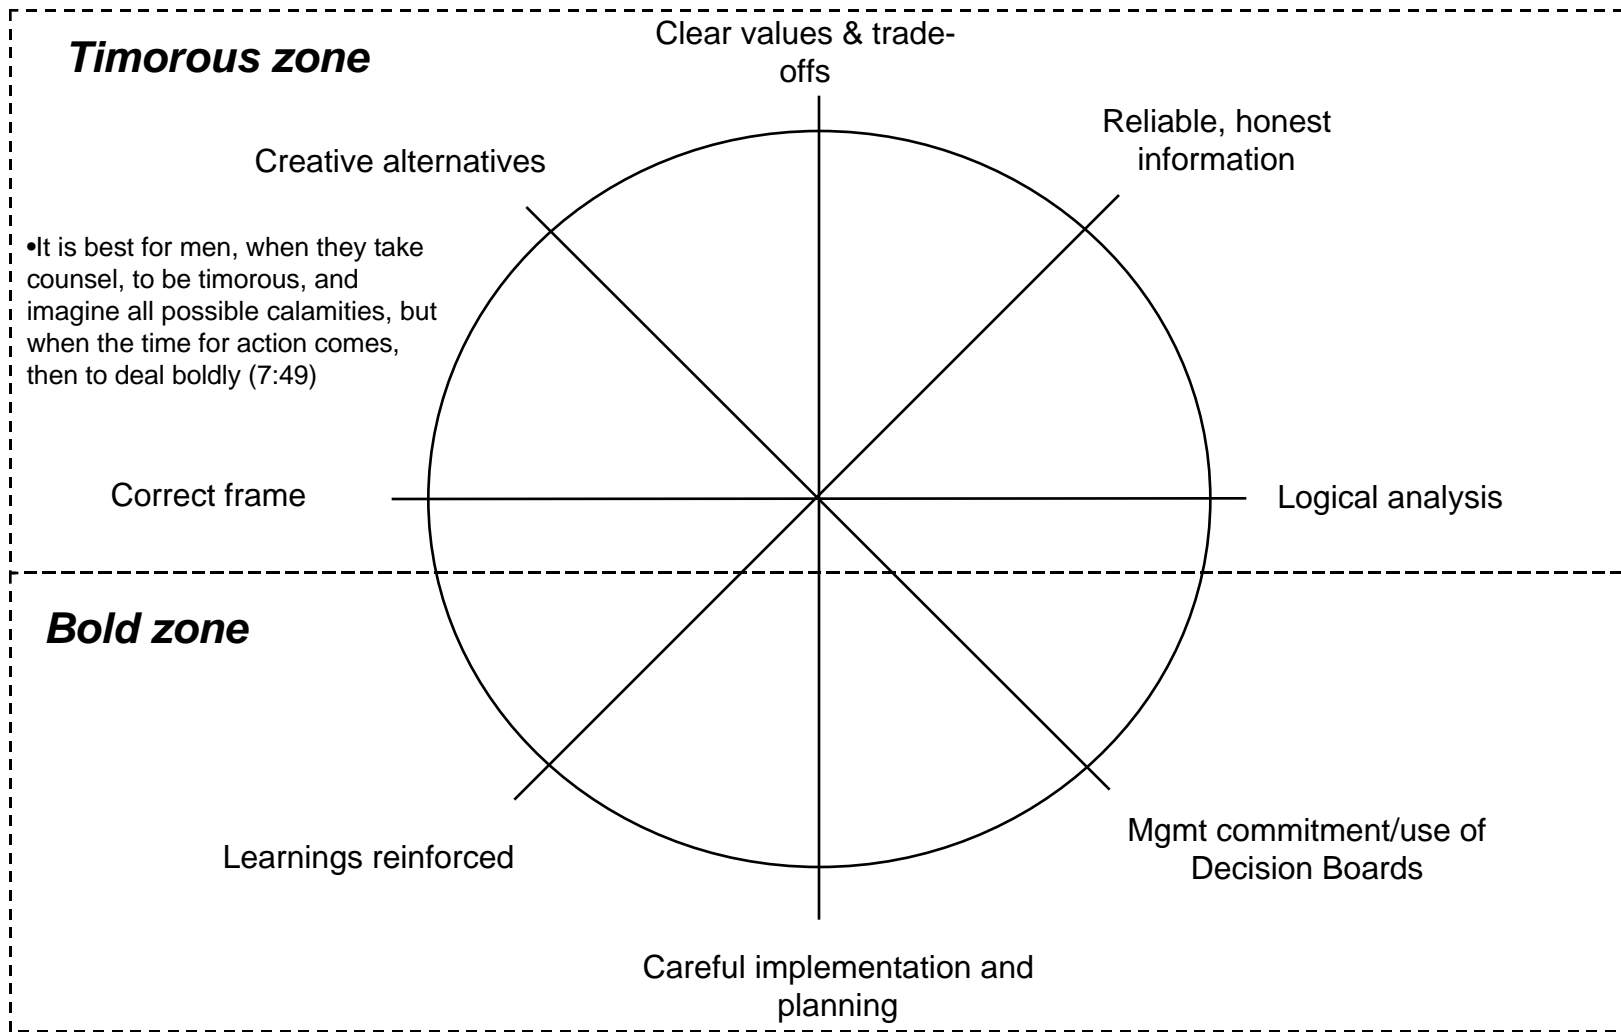 Timorous zone
Clear values & trade-
offs
Reliable, honest
information
Creative alternatives
•It is best for men, when they take
counsel, to be timorous, and
imagine all possible calamities, but
when the time for action comes,
then to deal boldly (7:49)
Correct frame
Logical analysis
Bold zone
Mgmt commitment/use of
Decision Boards
Learnings reinforced
Careful implementation and
planning